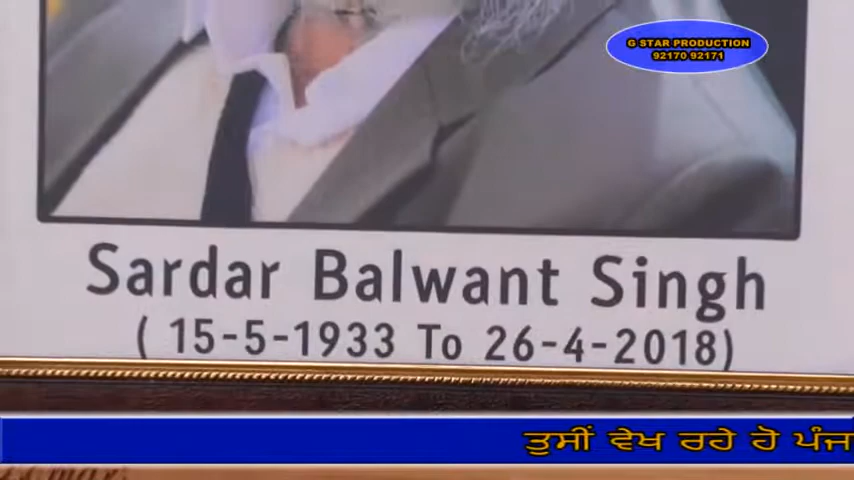 G STAR PRODUCTION
92170 92171
Sardar Balwant Singh
( 15-5-1933 To 26-4-2018 )
ਤੁਸੀਂ ਵੇਖ ਰਹੇ ਹੋ